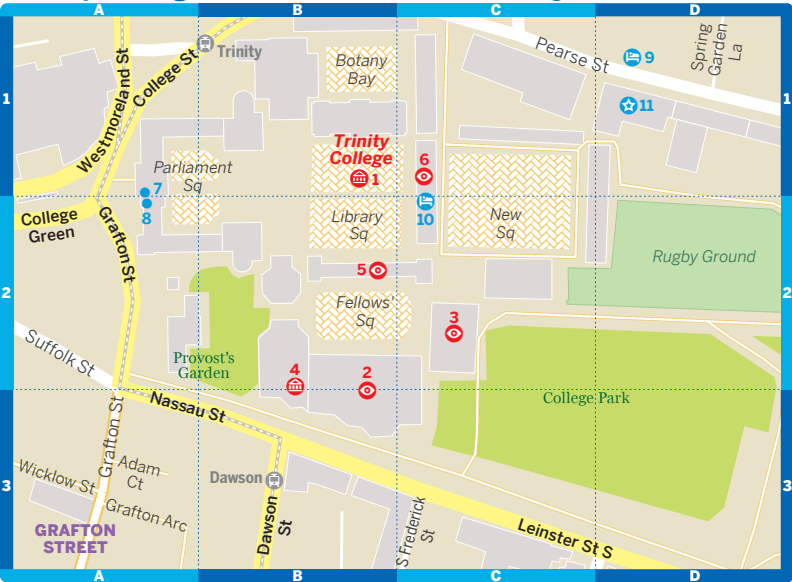 A
B
C
D
Westmoreland St
College St
Trinity
Botany
Bay
Pearse St
Spring
Garden
La
9
1
1
11
Trinity
College
1
6
Parliament
Sq
7
8
10
College
Green
Grafton St
Library
Sq
New
Sq
Rugby Ground
5
2
2
Fellows'
Sq
3
Suffolk St
Provost's
Garden
4
2
College Park
Nassau St
Grafton St
Adam
Ct
Wicklow St
Grafton Arc
Dawson
3
3
GRAFTON
STREET
Dawson
St
S Frederick
St
Leinster St S
A
B
C
D